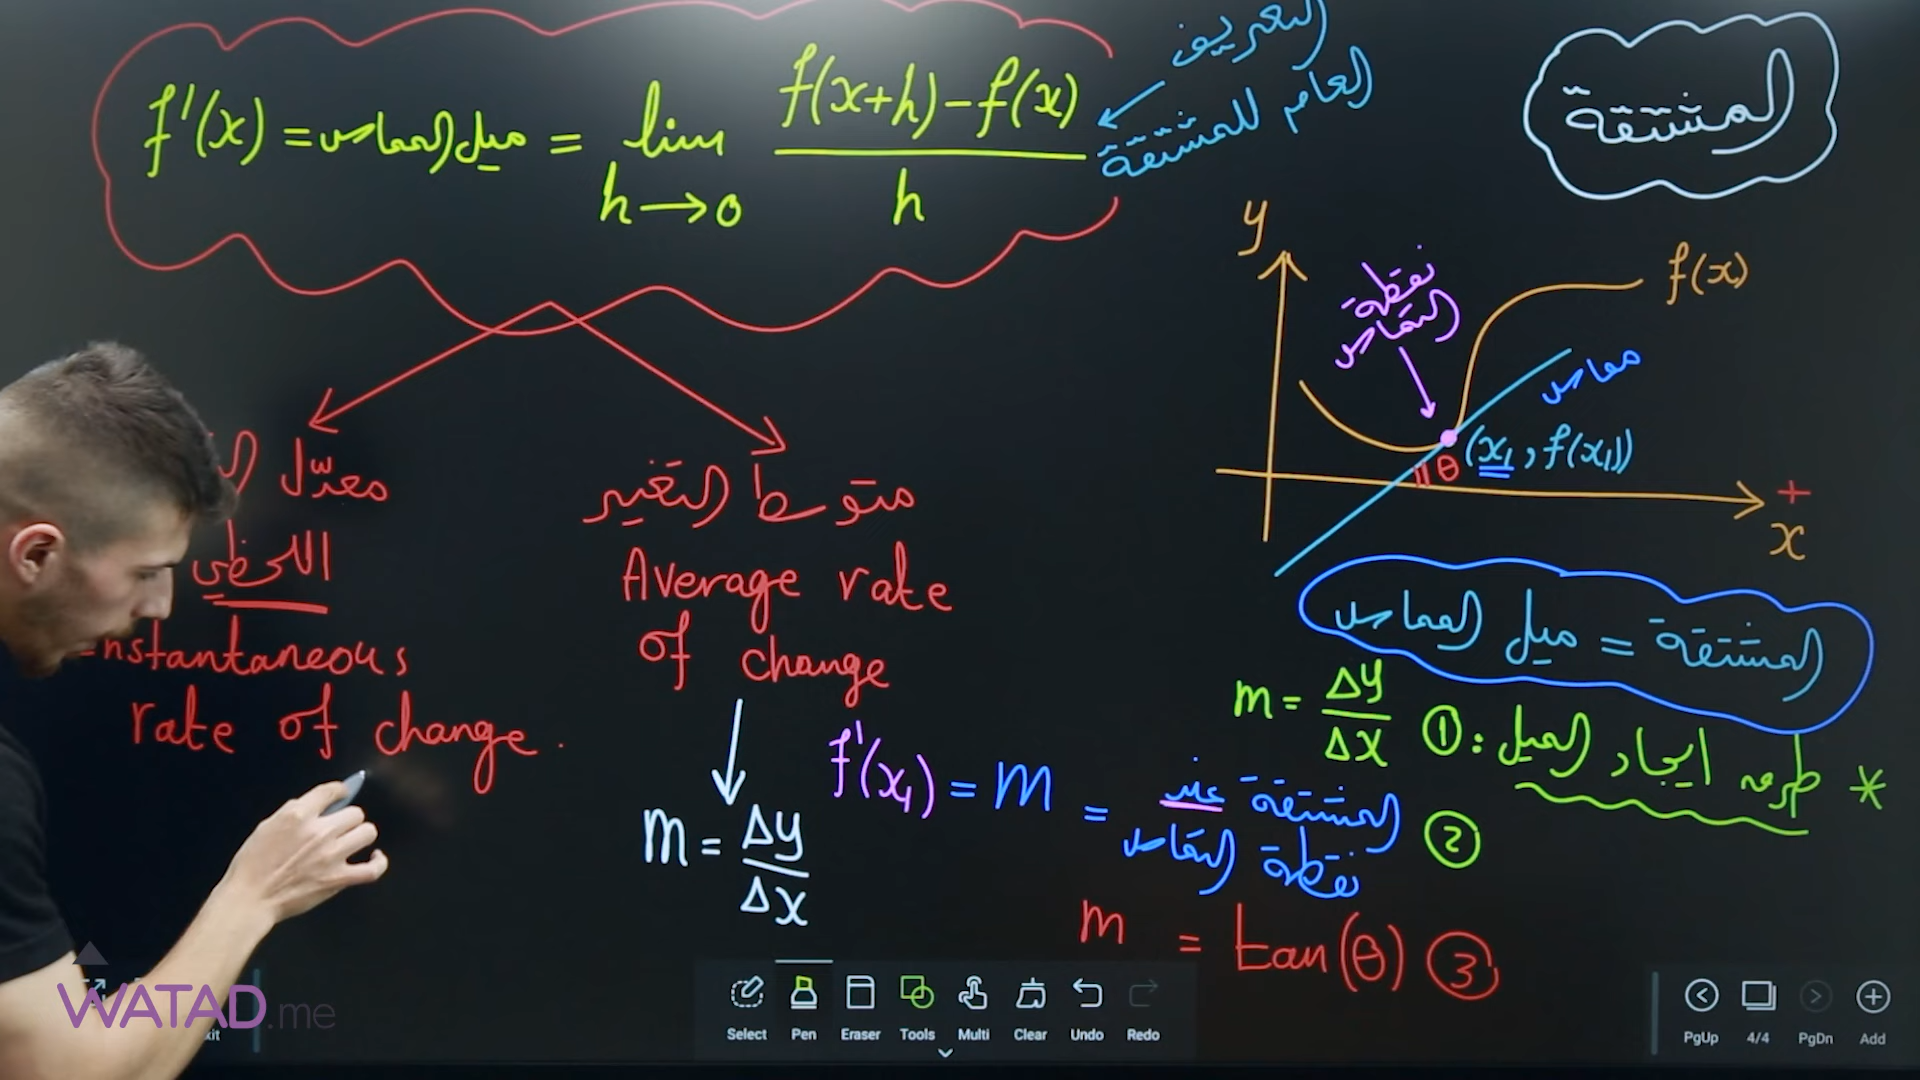 المشتقة
التعريف
العام للمشتقة
f'(x) = ميل المماس = lim h→0 f(x+h) - f(x) / h
y
f(x)
نقطة
التماس
مماس
(x₁, f(x₁))
θ
+
x
المشتقة = ميل المماس
* طرق ايجاد الميل :
① m = Δy/Δx
② المشتقة عند
نقطة التماس
= m = f'(x₁)
m = tan(θ) ③
متوسط التغير
Average rate
of change
m = Δy/Δx
معدل
اللحظي
nstantaneous
rate of change.
WATAD.me
Select Pen Eraser Tools Multi Clear Undo Redo
PgUp 4/4 PgDn Add